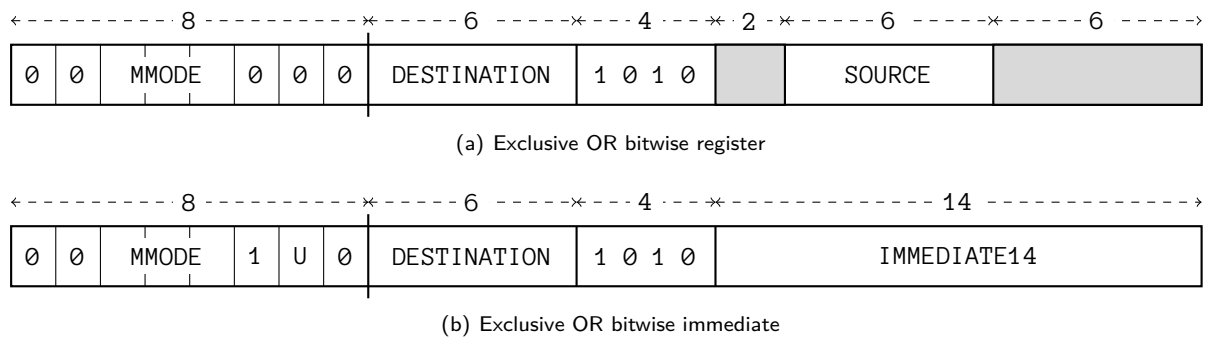 8 6 4 2 6 6
0 0 MMODE 0 0 0 DESTINATION 1 0 1 0 SOURCE
(a) Exclusive OR bitwise register
8 6 4 14
0 0 MMODE 1 U 0 DESTINATION 1 0 1 0 IMMEDIATE14
(b) Exclusive OR bitwise immediate